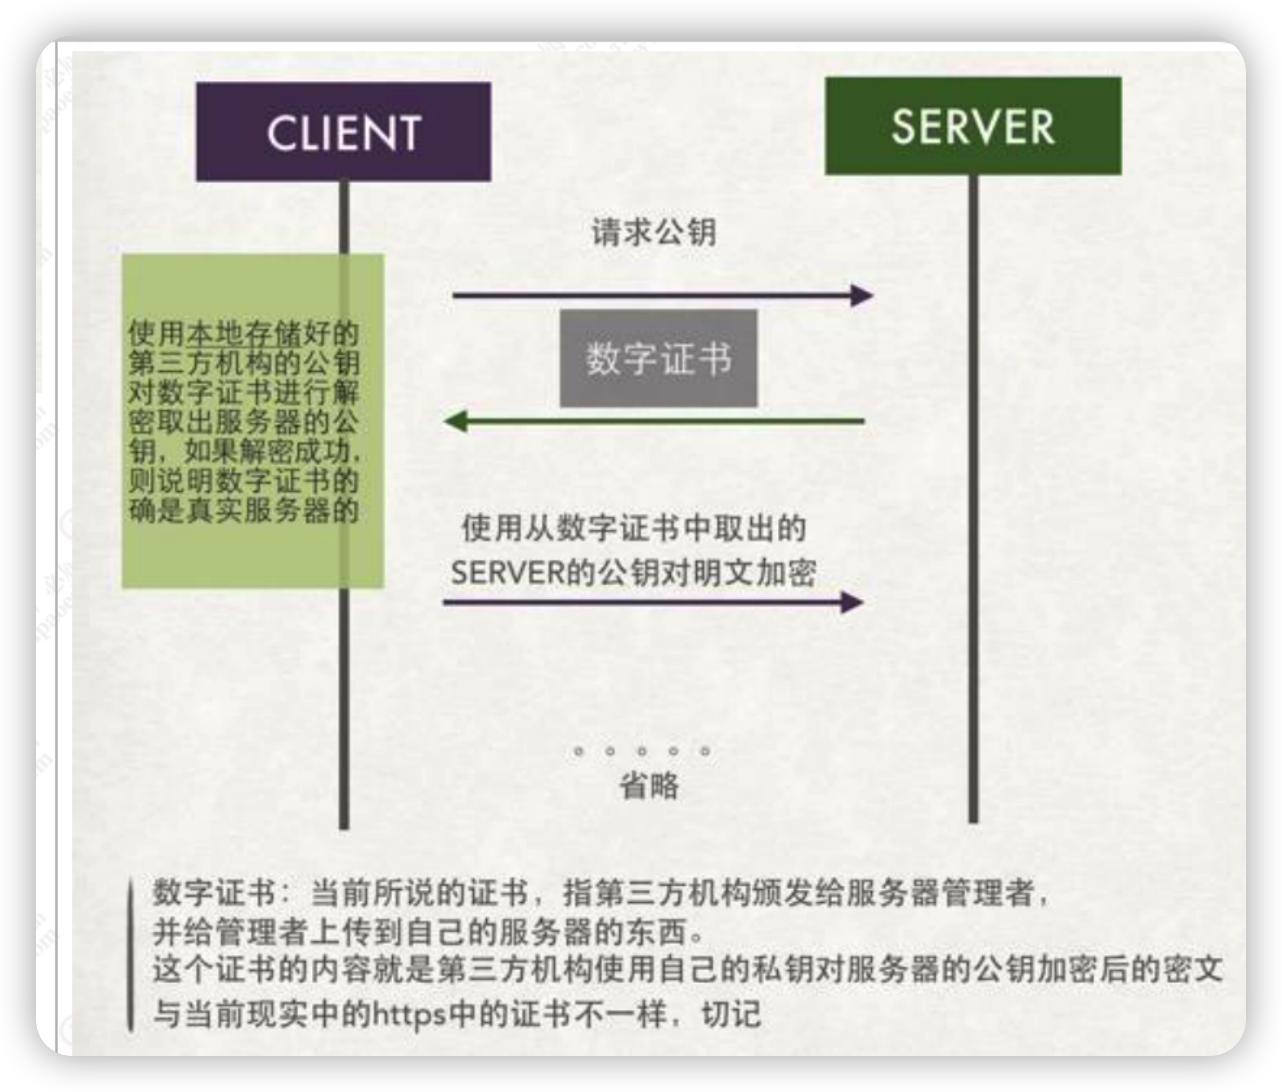 CLIENT
SERVER
请求公钥
数字证书
使用本地存储好的
第三方机构的公钥
对数字证书进行解
密取出服务器的公
钥，如果解密成功，
则说明数字证书的
确是真实服务器的
使用从数字证书中取出的
SERVER的公钥对明文加密
。。。。。
省略
数字证书：当前所说的证书，指第三方机构颁发给服务器管理者，
并给管理者上传到自己的服务器的东西。
这个证书的内容就是第三方机构使用自己的私钥对服务器的公钥加密后的密文
与当前现实中的https中的证书不一样，切记